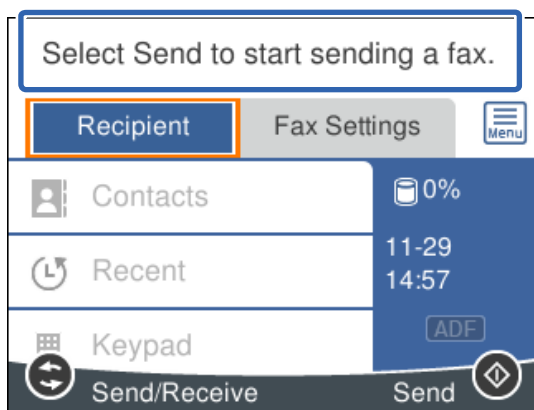 Select Send to start sending a fax.
Recipient
Fax Settings
Menu
Contacts
0%
Recent
11-29
14:57
Keypad
ADF
Send/Receive
Send